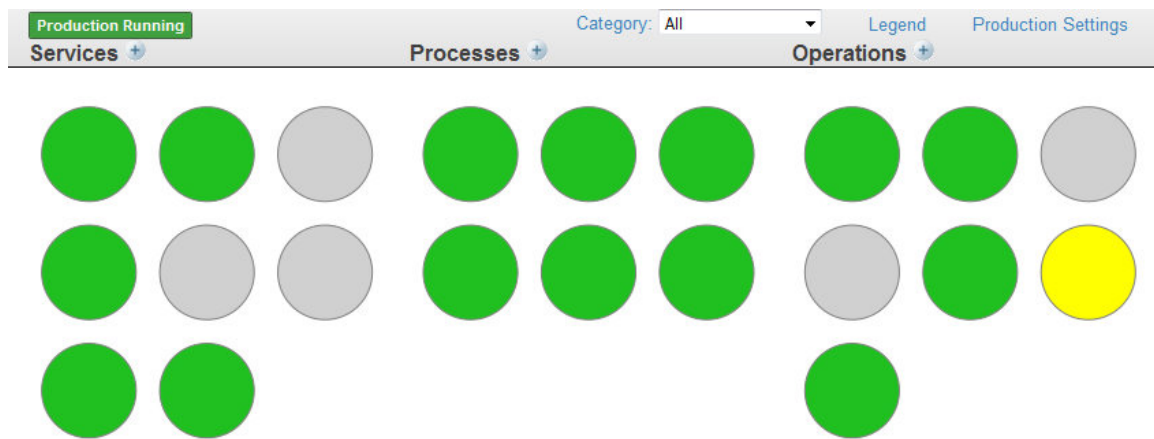 Production Running Category: All Legend Production Settings
Services Processes Operations